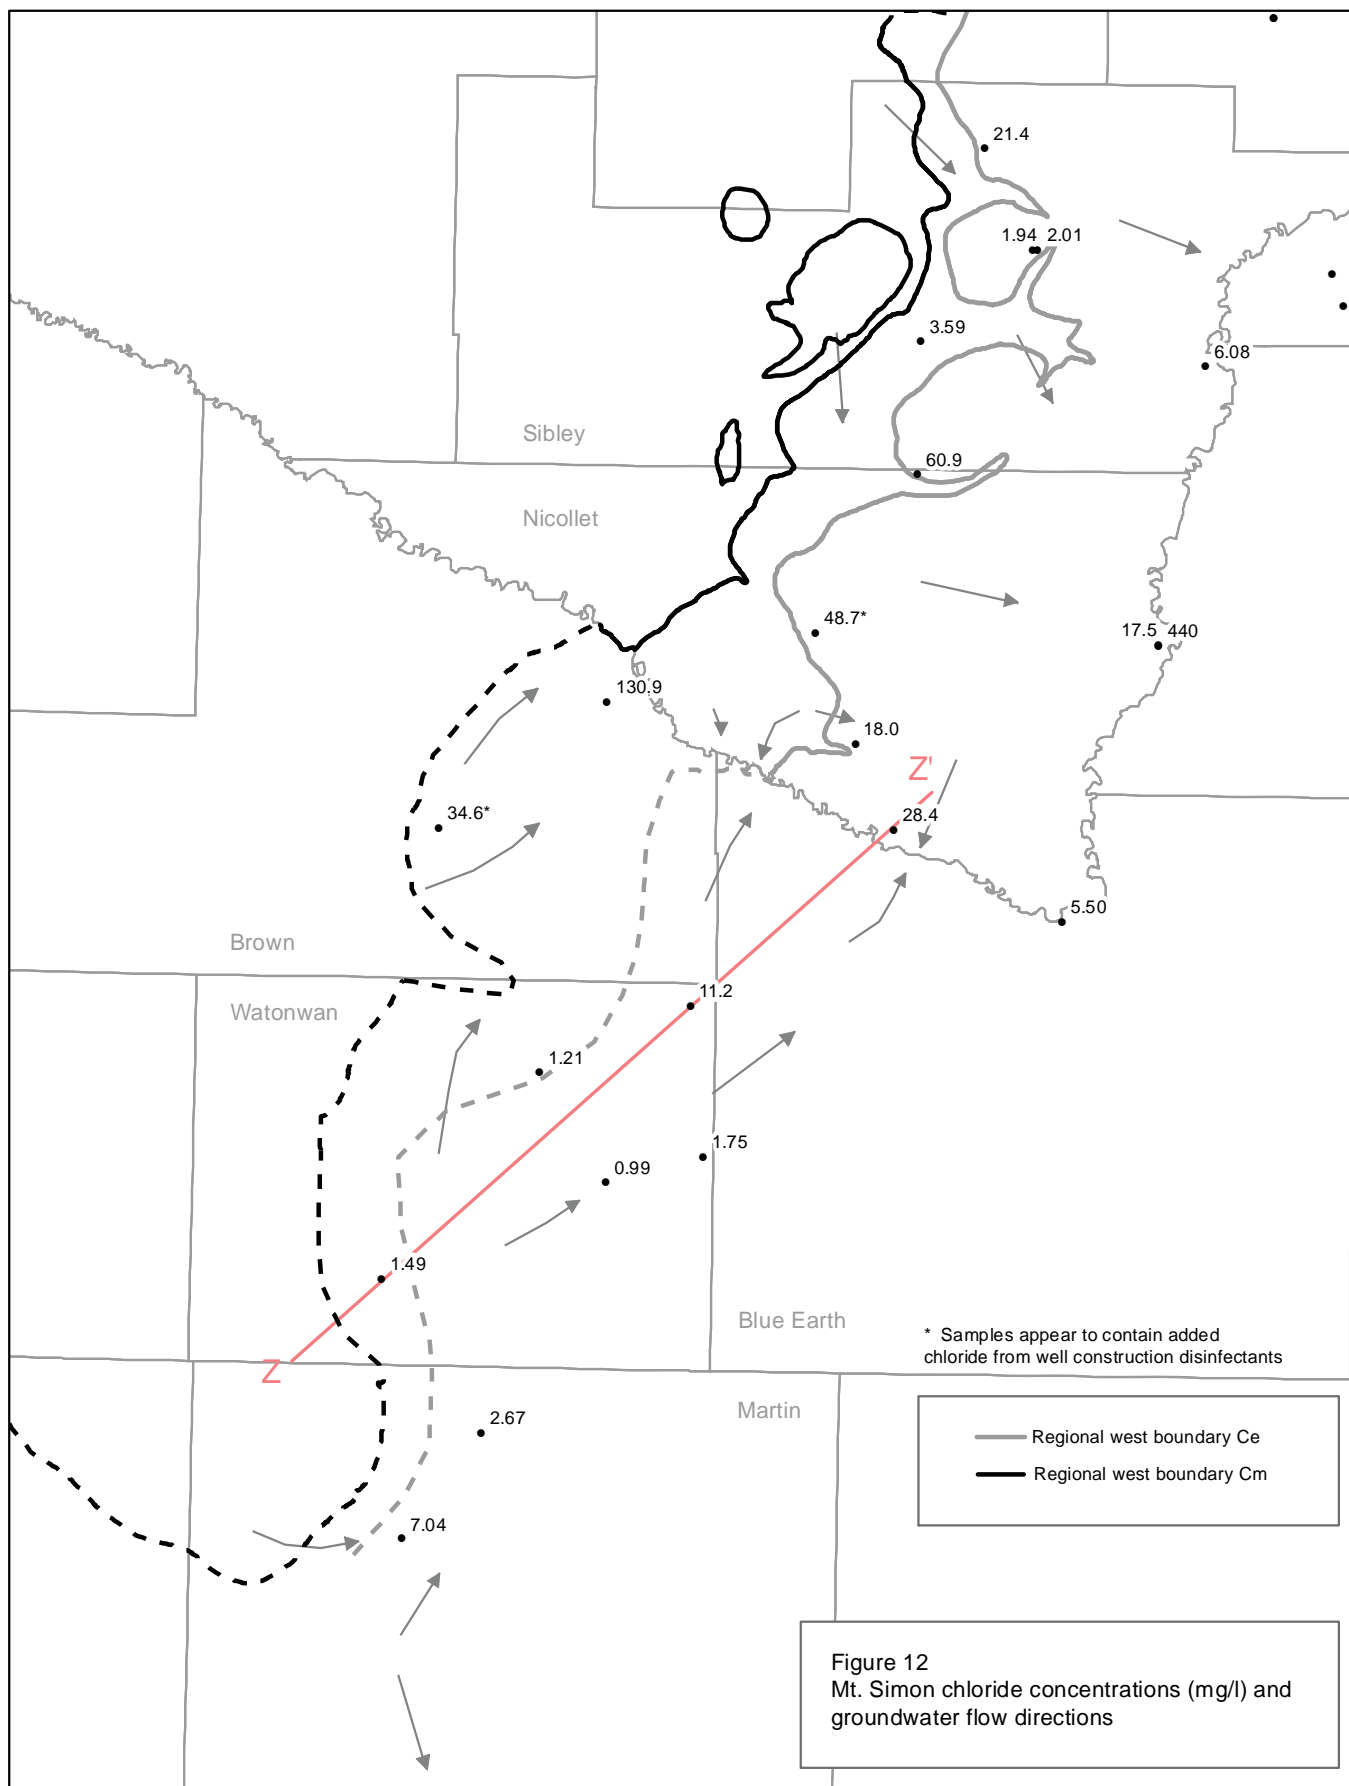 21.4
1.94 2.01
3.59
6.08
Sibley
60.9
Nicollet
48.7*
17.5 440
130.9
18.0
Z'
34.6*
28.4
5.50
Brown
11.2
Watonwan
1.21
1.75
0.99
1.49
Blue Earth
* Samples appear to contain added
chloride from well construction disinfectants
Z
Martin
2.67
Regional west boundary Ce
Regional west boundary Cm
7.04
Figure 12
Mt. Simon chloride concentrations (mg/l) and
groundwater flow directions